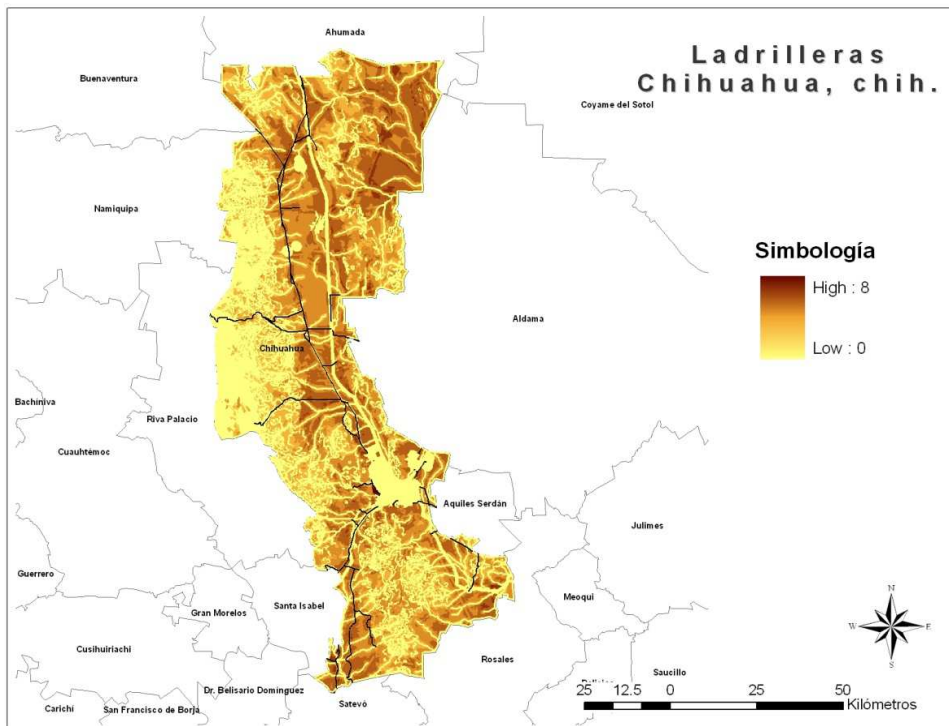 Ahumada
Ladrilleras
Chihuahua, chih.
Buenaventura
Coyame del Sotol
Namiquipa
Simbología
High : 8
Low : 0
Aldama
Chihuahua
Bachiniva
Riva Palacio
Cuauhtémoc
Aquiles Serdán
Julimes
Guerrero
Meoqui
Gran Morelos
Santa Isabel
N
W
E
S
Cusihuiriachi
Rosales
Saucillo
Dr. Belisario Domínguez
Carichí
San Francisco de Borja
Satevó
25 12.5 0 25 50
Kilómetros